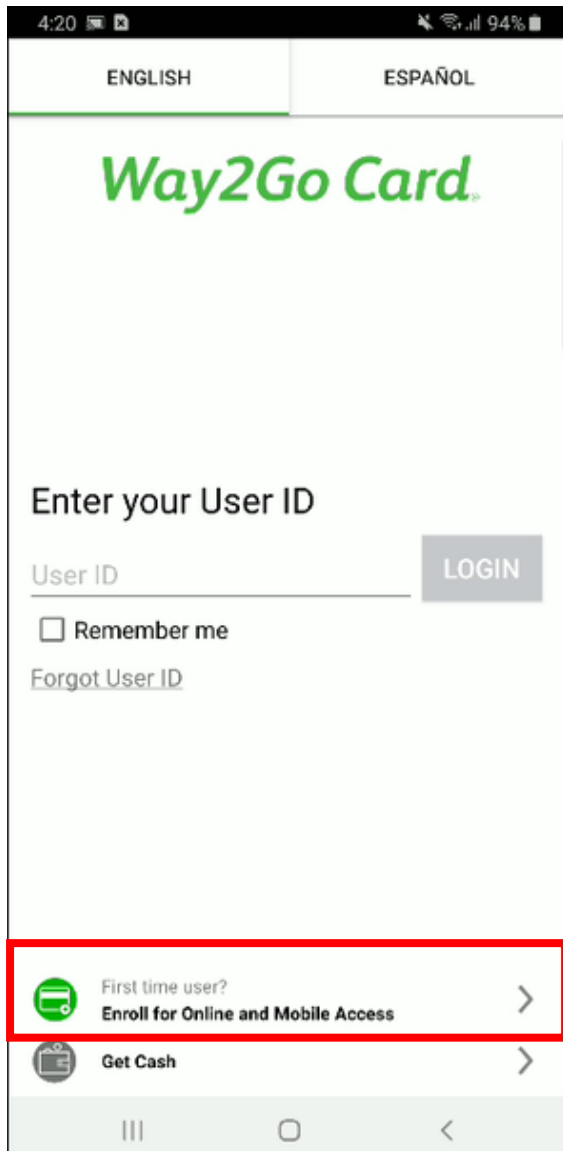 4:20 94%
ENGLISH ESPAÑOL
Way2Go Card
Enter your User ID
User ID LOGIN
Remember me
Forgot User ID
First time user?
Enroll for Online and Mobile Access
Get Cash